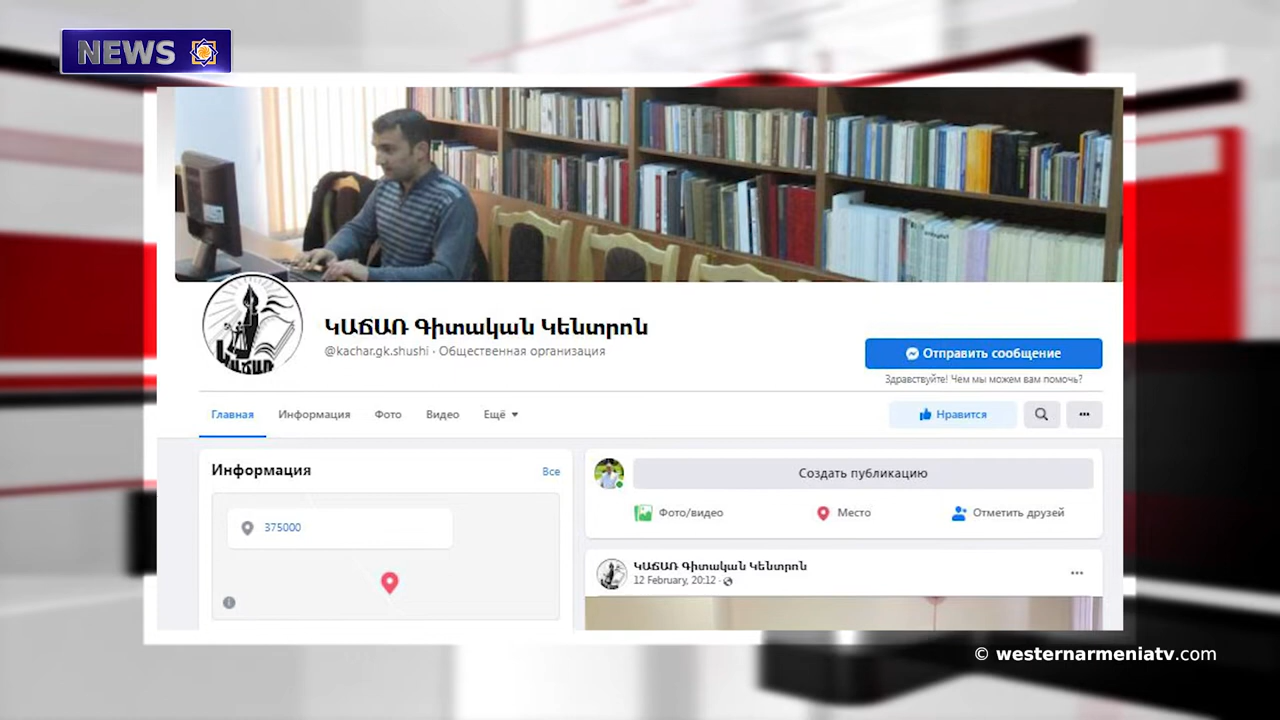 NEWS
ԿԱՃԱՌ
ԿԱՃԱՌ Գիտական Կենտրոն
@kachar.gk.shushi · Общественная организация
Отправить сообщение
Здравствуйте! Чем мы можем вам помочь?
Главная Информация Фото Видео Ещё
Нравится
Информация Все
375000
Создать публикацию
Фото/видео Место Отметить друзей
ԿԱՃԱՌ Գիտական Կենտրոն
12 February, 20:12 ·
© westernarmeniatv.com